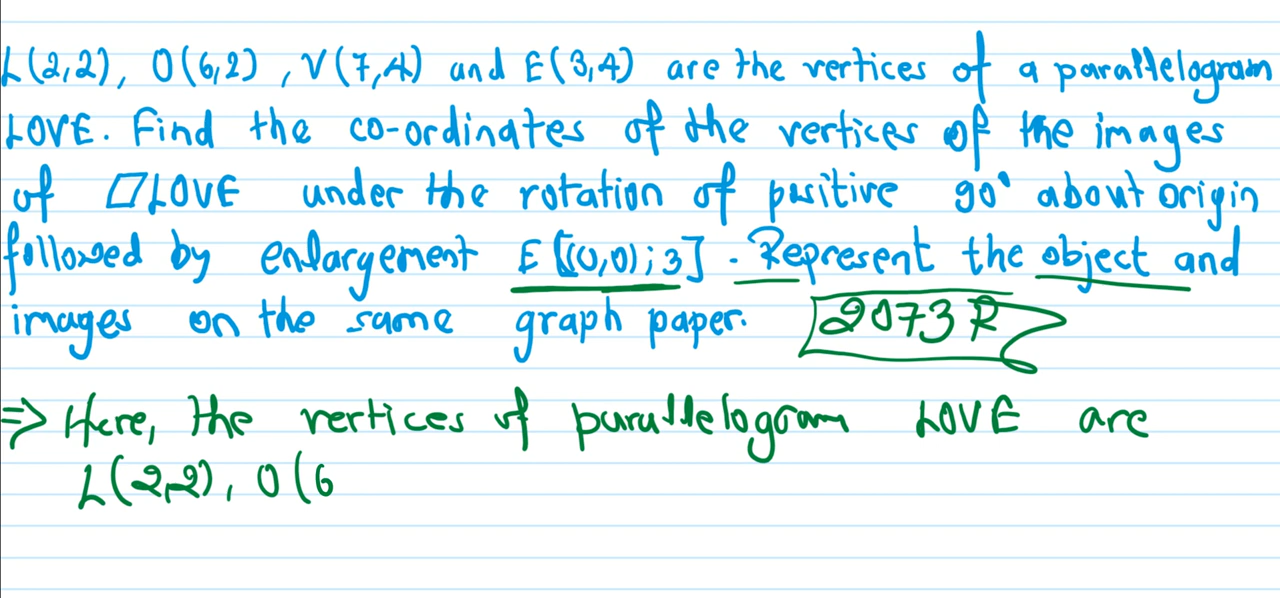 L(2,2), O(6,2), V(7,4) and E(3,4) are the vertices of a parallelogram
LOVE. Find the co-ordinates of the vertices of the images
of ▱LOVE under the rotation of positive 90° about origin
followed by enlargement E[(0,0);3]. Represent the object and
images on the same graph paper. 2073 R
⇒ Here, the vertices of parallelogram LOVE are
L(2,2), O(6